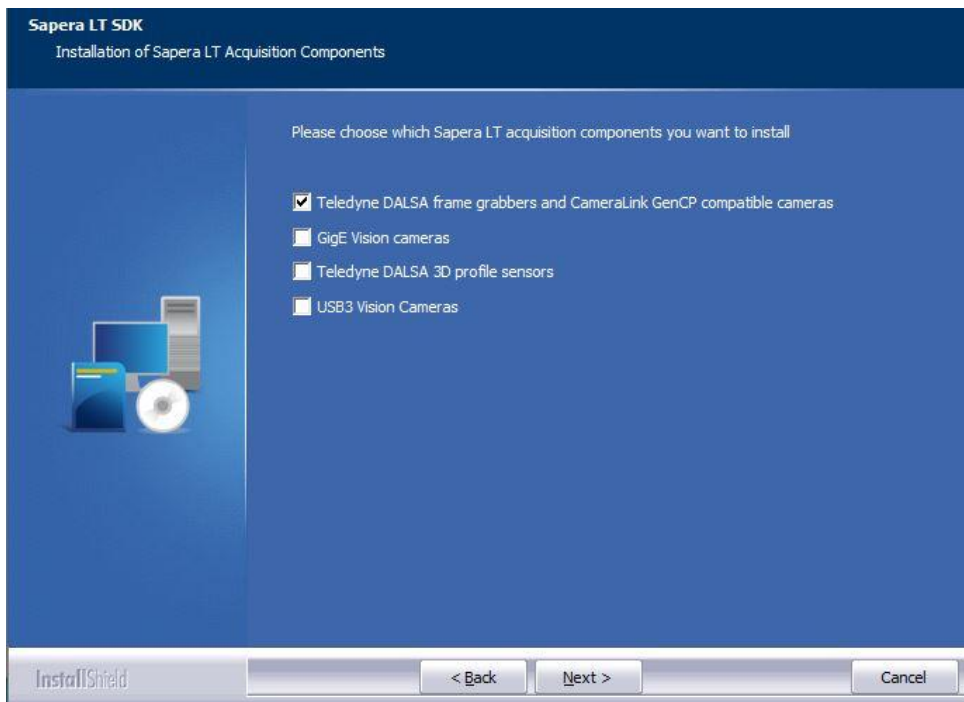 Sapera LT SDK
Installation of Sapera LT Acquisition Components
Please choose which Sapera LT acquisition components you want to install
Teledyne DALSA frame grabbers and CameraLink GenCP compatible cameras
GigE Vision cameras
Teledyne DALSA 3D profile sensors
USB3 Vision Cameras
InstallShield
< Back
Next >
Cancel